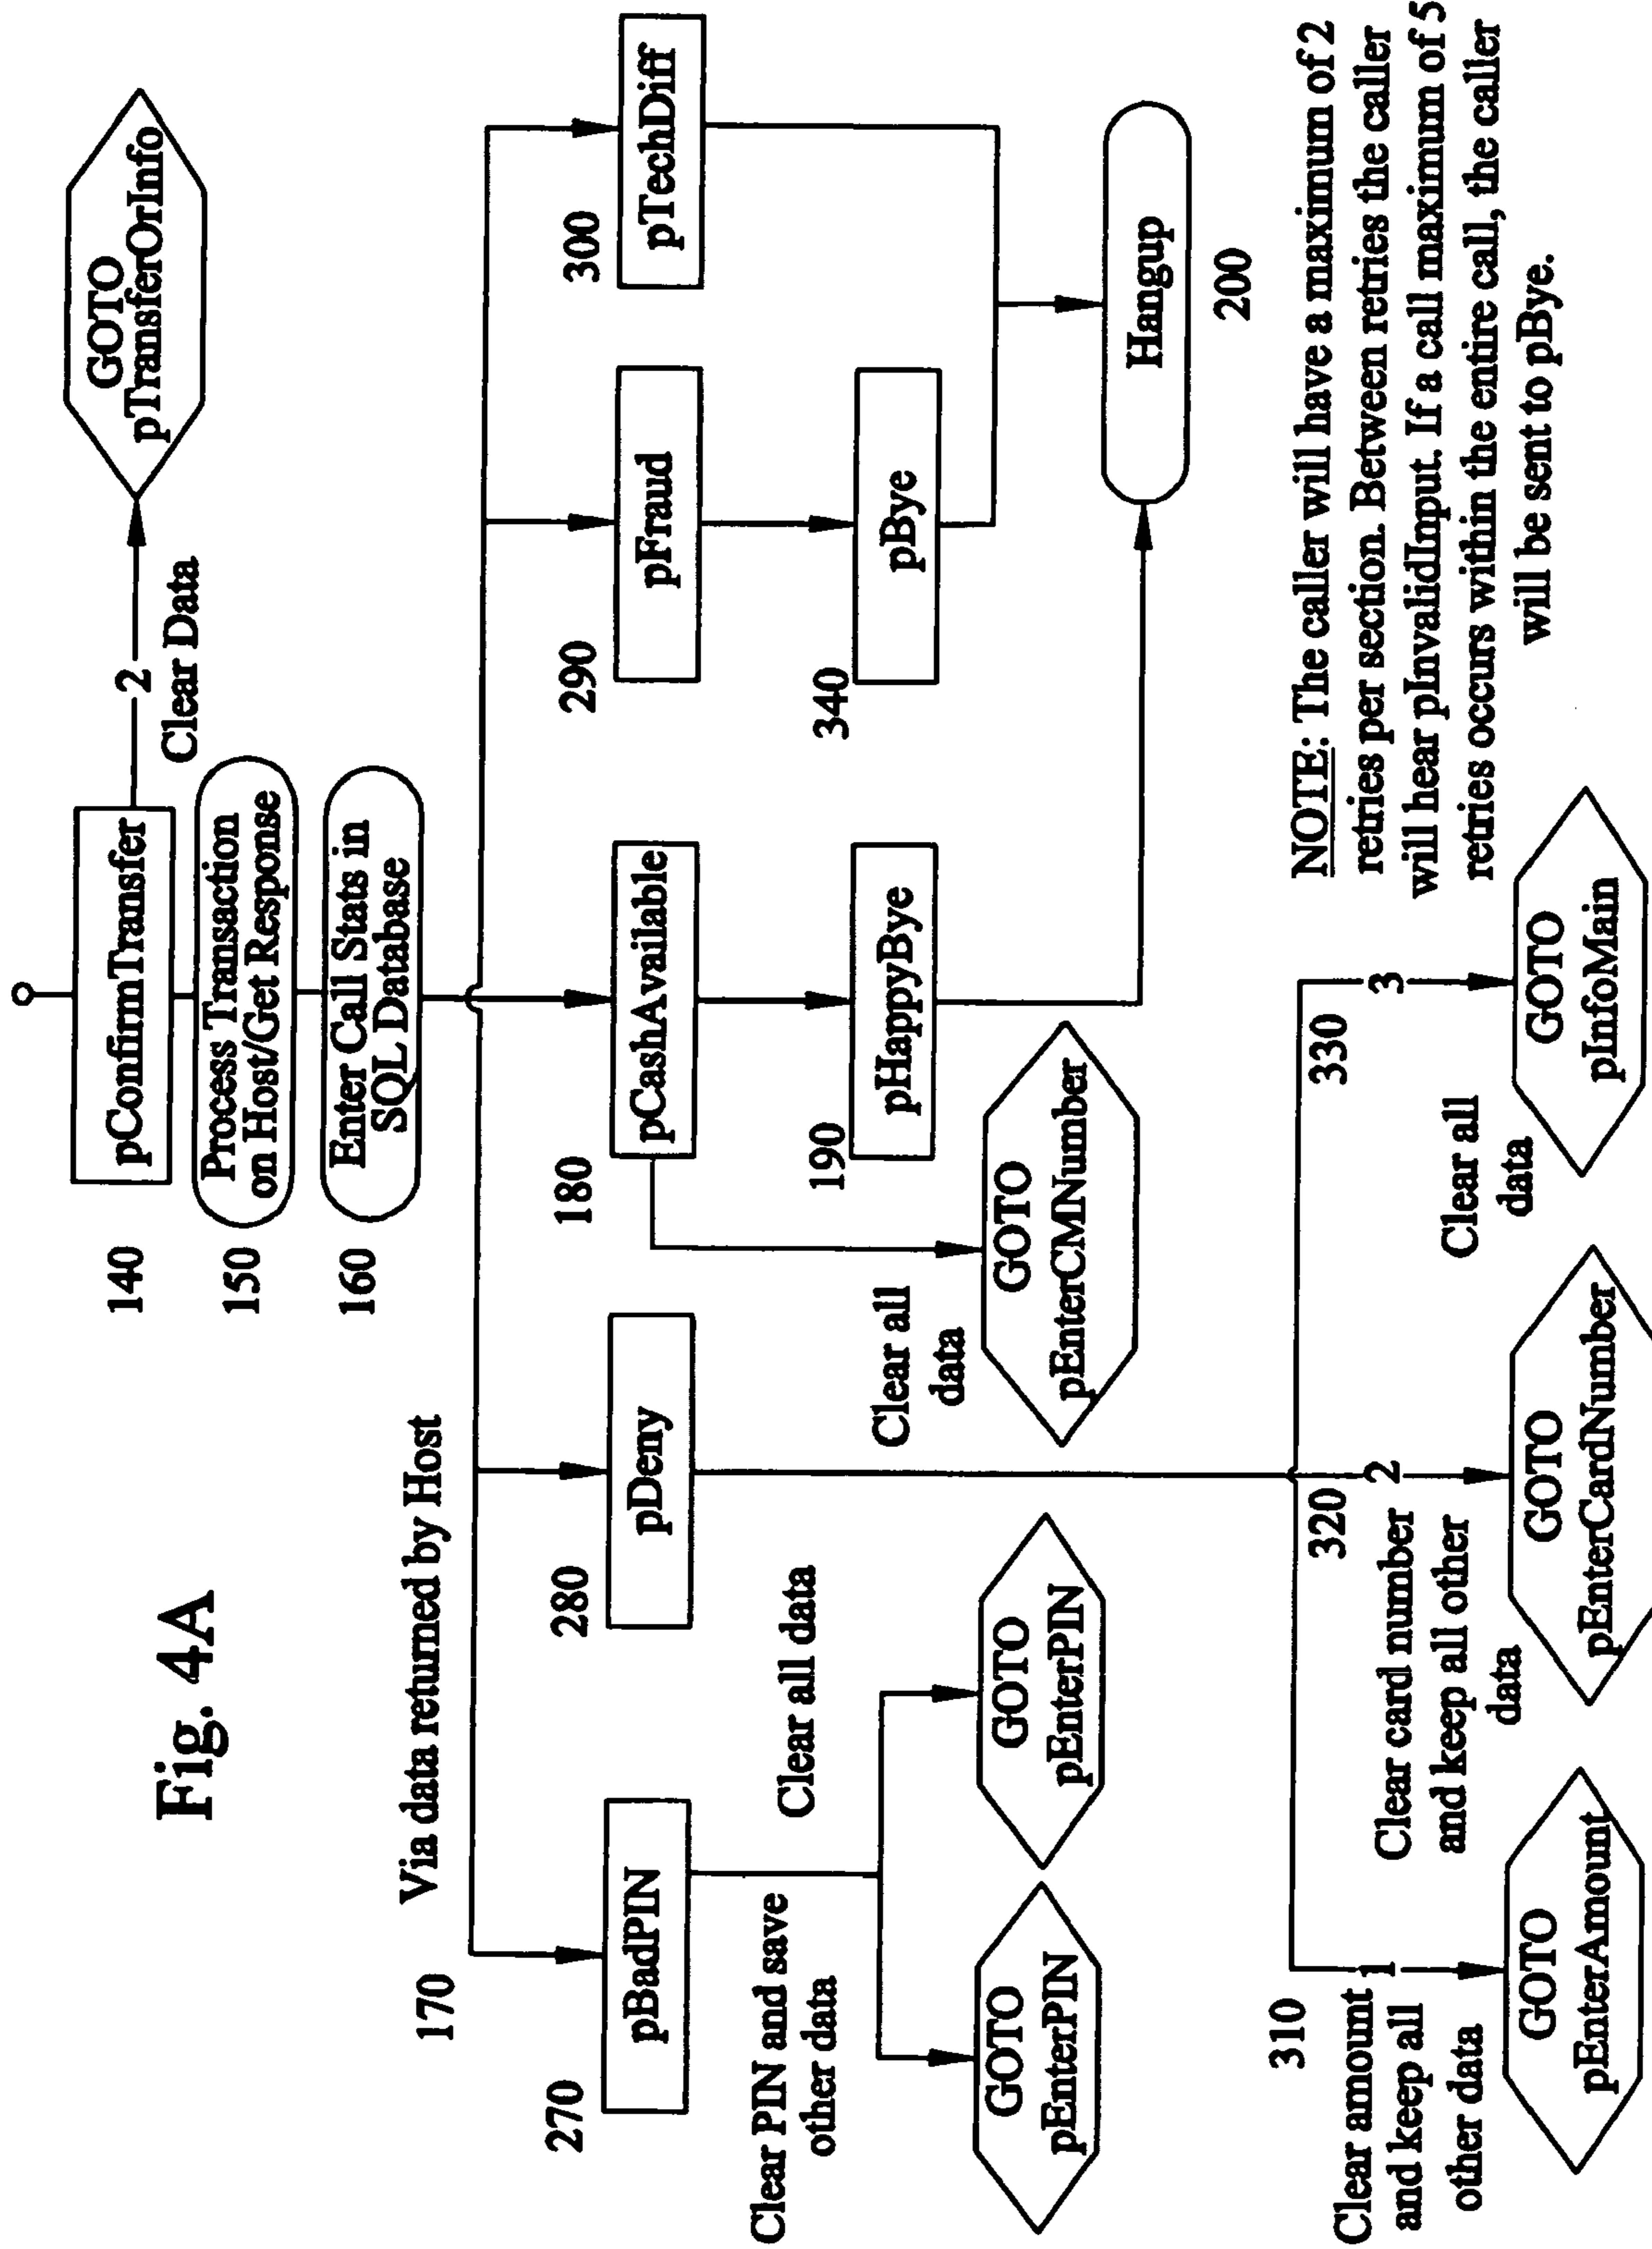 Fig. 4A
140
pConfirmTransfer
2
Clear Data
GOTO
pTransferOrInfo
150
Process Transaction
on Host/Get Response
160
Enter Call Stats in
SQL Database
Via data returned by Host
170
270
pBadPIN
280
pDeny
180
pCashAvailable
290
pFraud
300
pTechDiff
Clear PIN and save
other data
Clear all data
GOTO
pEnterPIN
GOTO
pEnterPIN
Clear all
data
GOTO
pEnterCMNumber
190
pHappyBye
340
pBye
Hangup
200
310
1
Clear amount
and keep all
other data
GOTO
pEnterAmount
320
2
Clear card number
and keep all other
data
GOTO
pEnterCardNumber
330
3
Clear all
data
GOTO
pInfoMain
NOTE: The caller will have a maximum of 2
retries per section. Between retries the caller
will hear pInvalidInput. If a call maximum of 5
retries occurs within the entire call, the caller
will be sent to pBye.